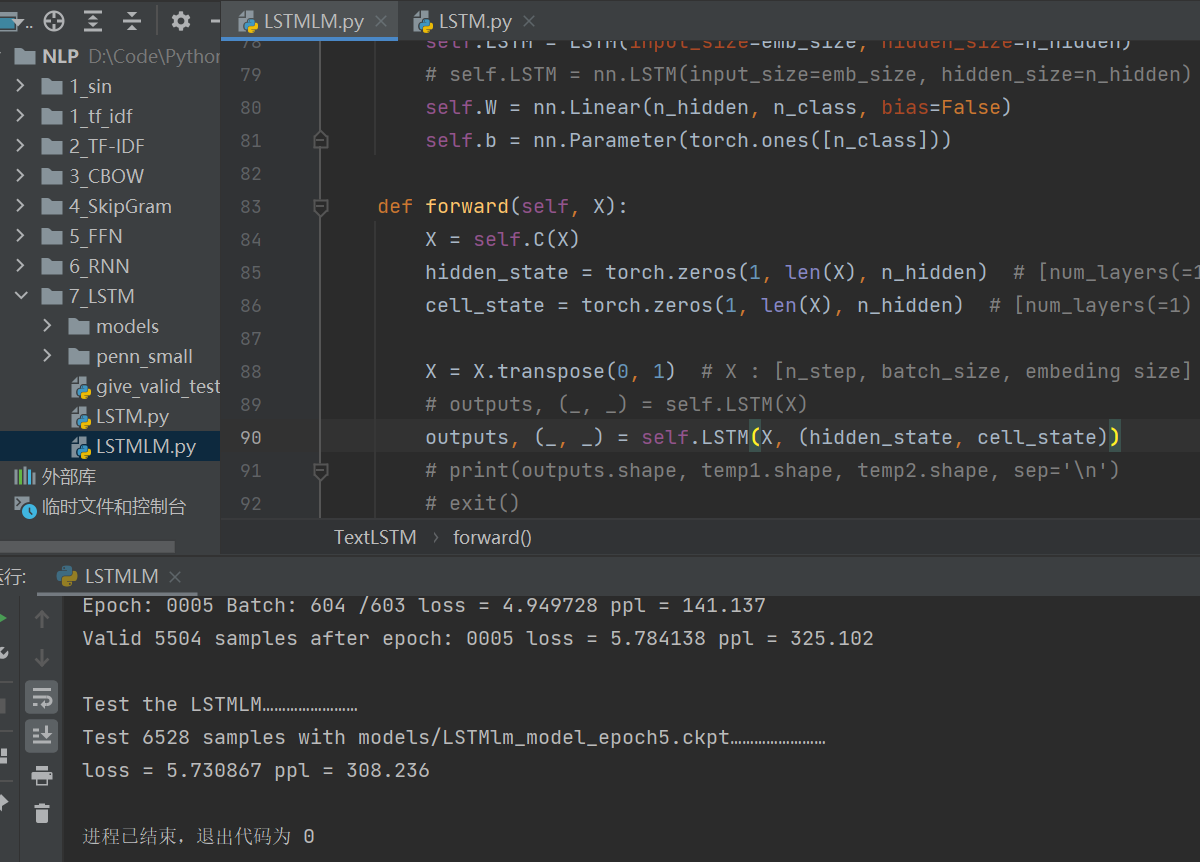 LSTMLM.py
LSTM.py
NLP D:\Code\Python
1_sin
1_tf_idf
2_TF-IDF
3_CBOW
4_SkipGram
5_FFN
6_RNN
7_LSTM
models
penn_small
give_valid_test
LSTM.py
LSTMLM.py
外部库
临时文件和控制台
78 self.LSTM = LSTM(input_size=emb_size, hidden_size=n_hidden)
79 # self.LSTM = nn.LSTM(input_size=emb_size, hidden_size=n_hidden)
80 self.W = nn.Linear(n_hidden, n_class, bias=False)
81 self.b = nn.Parameter(torch.ones([n_class]))
82
83 def forward(self, X):
84 X = self.C(X)
85 hidden_state = torch.zeros(1, len(X), n_hidden) # [num_layers(=1
86 cell_state = torch.zeros(1, len(X), n_hidden) # [num_layers(=1)
87
88 X = X.transpose(0, 1) # X : [n_step, batch_size, embeding size]
89 # outputs, (_, _) = self.LSTM(X)
90 outputs, (_, _) = self.LSTM(X, (hidden_state, cell_state))
91 # print(outputs.shape, temp1.shape, temp2.shape, sep='\n')
92 # exit()
TextLSTM › forward()
运行: LSTMLM
Epoch: 0005 Batch: 604 /603 loss = 4.949728 ppl = 141.137
Valid 5504 samples after epoch: 0005 loss = 5.784138 ppl = 325.102
Test the LSTMLM……………………
Test 6528 samples with models/LSTMlm_model_epoch5.ckpt……………………
loss = 5.730867 ppl = 308.236
进程已结束，退出代码为 0